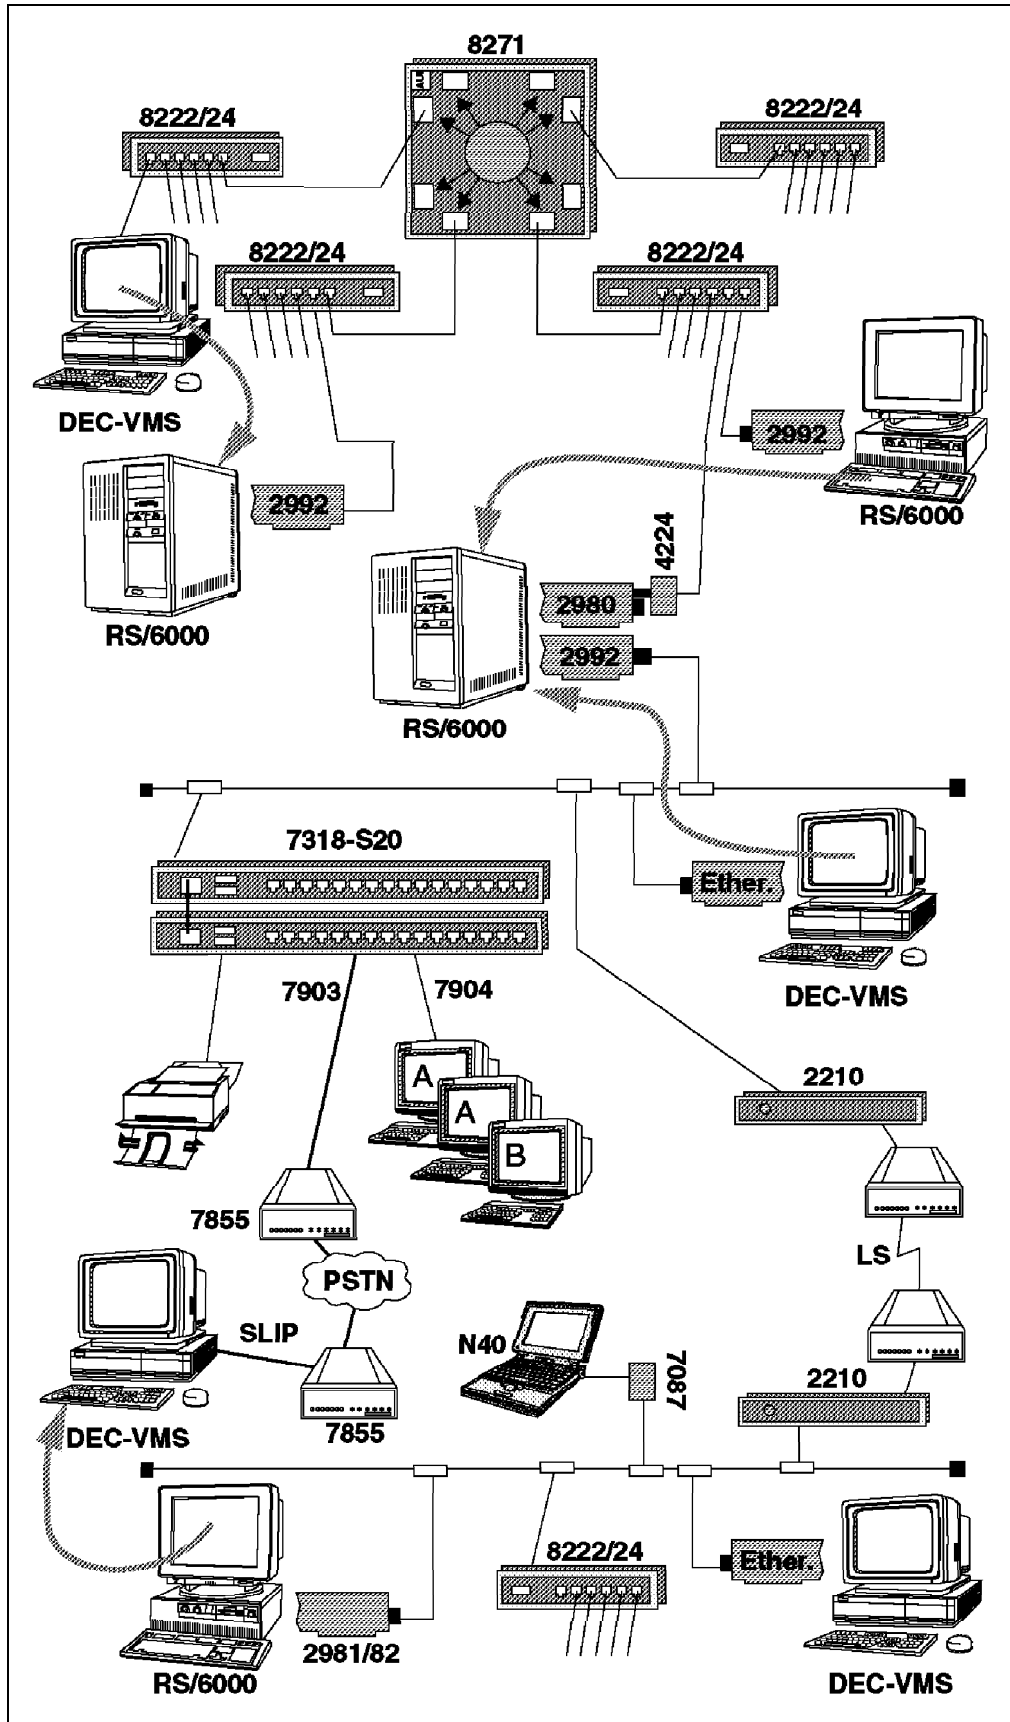 8271
AUI
8222/24
8222/24
8222/24
8222/24
DEC-VMS
2992
RS/6000
2992
4224
2980
RS/6000
2992
RS/6000
7318-S20
Ether.
DEC-VMS
7903
7904
A
A
B
2210
7855
LS
PSTN
SLIP
N40
7087
2210
DEC-VMS
7855
8222/24
Ether.
2981/82
RS/6000
DEC-VMS